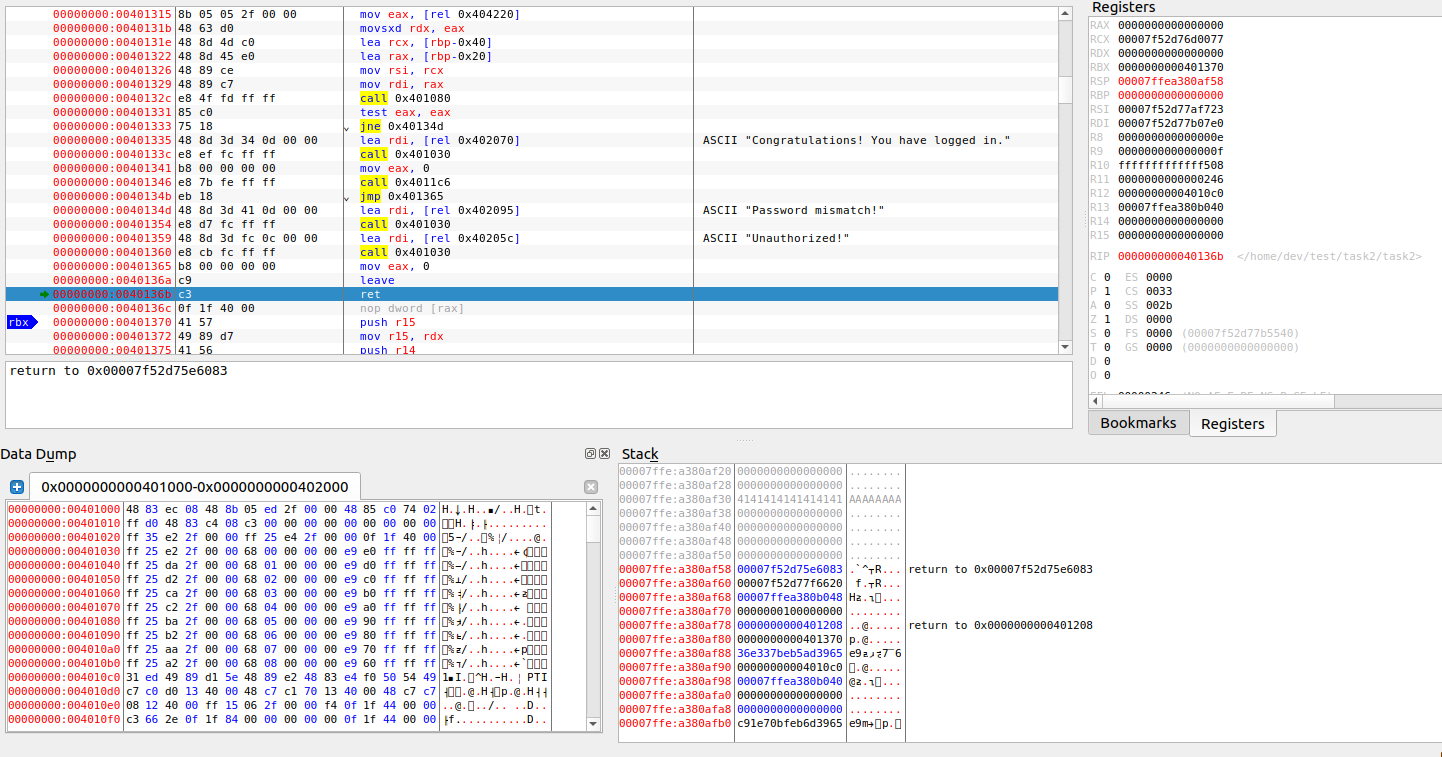 Registers
00000000:00401315 8b 05 05 2f 00 00 mov eax, [rel 0x404220]
00000000:0040131b 48 63 d0 movsxd rdx, eax
00000000:0040131e 48 8d 4d c0 lea rcx, [rbp-0x40]
00000000:00401322 48 8d 45 e0 lea rax, [rbp-0x20]
00000000:00401326 48 89 ce mov rsi, rcx
00000000:00401329 48 89 c7 mov rdi, rax
00000000:0040132c e8 4f fd ff ff call 0x401080
00000000:00401331 85 c0 test eax, eax
00000000:00401333 75 18 jne 0x40134d
00000000:00401335 48 8d 3d 34 0d 00 00 lea rdi, [rel 0x402070] ASCII "Congratulations! You have logged in."
00000000:0040133c e8 ef fc ff ff call 0x401030
00000000:00401341 b8 00 00 00 00 mov eax, 0
00000000:00401346 e8 7b fe ff ff call 0x4011c6
00000000:0040134b eb 18 jmp 0x401365
00000000:0040134d 48 8d 3d 41 0d 00 00 lea rdi, [rel 0x402095] ASCII "Password mismatch!"
00000000:00401354 e8 d7 fc ff ff call 0x401030
00000000:00401359 48 8d 3d fc 0c 00 00 lea rdi, [rel 0x40205c] ASCII "Unauthorized!"
00000000:00401360 e8 cb fc ff ff call 0x401030
00000000:00401365 b8 00 00 00 00 mov eax, 0
00000000:0040136a c9 leave
00000000:0040136b c3 ret
00000000:0040136c 0f 1f 40 00 nop dword [rax]
rbx 00000000:00401370 41 57 push r15
00000000:00401372 49 89 d7 mov r15, rdx
00000000:00401375 41 56 push r14
return to 0x00007f52d75e6083
RAX 0000000000000000
RCX 00007f52d76d0077
RDX 0000000000000000
RBX 0000000000401370
RSP 00007ffea380af58
RBP 0000000000000000
RSI 00007f52d77af723
RDI 00007f52d77b07e0
R8 000000000000000e
R9 000000000000000f
R10 fffffffffffff508
R11 0000000000000246
R12 00000000004010c0
R13 00007ffea380b040
R14 0000000000000000
R15 0000000000000000
RIP 000000000040136b </home/dev/test/task2/task2>
C 0 ES 0000
P 1 CS 0033
A 0 SS 002b
Z 1 DS 0000
S 0 FS 0000 (00007f52d77b5540)
T 0 GS 0000 (0000000000000000)
D 0
O 0
Bookmarks Registers
Data Dump
0x0000000000401000-0x0000000000402000
00000000:00401000 48 83 ec 08 48 8b 05 ed 2f 00 00 48 85 c0 74 02
00000000:00401010 ff d0 48 83 c4 08 c3 00 00 00 00 00 00 00 00 00
00000000:00401020 ff 35 e2 2f 00 00 ff 25 e4 2f 00 00 0f 1f 40 00
00000000:00401030 ff 25 e2 2f 00 00 68 00 00 00 00 e9 e0 ff ff ff
00000000:00401040 ff 25 da 2f 00 00 68 01 00 00 00 e9 d0 ff ff ff
00000000:00401050 ff 25 d2 2f 00 00 68 02 00 00 00 e9 c0 ff ff ff
00000000:00401060 ff 25 ca 2f 00 00 68 03 00 00 00 e9 b0 ff ff ff
00000000:00401070 ff 25 c2 2f 00 00 68 04 00 00 00 e9 a0 ff ff ff
00000000:00401080 ff 25 ba 2f 00 00 68 05 00 00 00 e9 90 ff ff ff
00000000:00401090 ff 25 b2 2f 00 00 68 06 00 00 00 e9 80 ff ff ff
00000000:004010a0 ff 25 aa 2f 00 00 68 07 00 00 00 e9 70 ff ff ff
00000000:004010b0 ff 25 a2 2f 00 00 68 08 00 00 00 e9 60 ff ff ff
00000000:004010c0 31 ed 49 89 d1 5e 48 89 e2 48 83 e4 f0 50 54 49
00000000:004010d0 c7 c0 d0 13 40 00 48 c7 c1 70 13 40 00 48 c7 c7
00000000:004010e0 08 12 40 00 ff 15 06 2f 00 00 f4 0f 1f 44 00 00
00000000:004010f0 c3 66 2e 0f 1f 84 00 00 00 00 00 0f 1f 44 00 00
Stack
00007ffe:a380af20 0000000000000000 ........
00007ffe:a380af28 0000000000000000 ........
00007ffe:a380af30 4141414141414141 AAAAAAAA
00007ffe:a380af38 0000000000000000 ........
00007ffe:a380af40 0000000000000000 ........
00007ffe:a380af48 0000000000000000 ........
00007ffe:a380af50 0000000000000000 ........
00007ffe:a380af58 00007f52d75e6083 return to 0x00007f52d75e6083
00007ffe:a380af60 00007f52d77f6620
00007ffe:a380af68 00007ffea380b048
00007ffe:a380af70 0000000100000000 ........
00007ffe:a380af78 0000000000401208 ..@..... return to 0x0000000000401208
00007ffe:a380af80 0000000000401370 p.@.....
00007ffe:a380af88 36e337beb5ad3965
00007ffe:a380af90 00000000004010c0
00007ffe:a380af98 00007ffea380b040
00007ffe:a380afa0 0000000000000000 ........
00007ffe:a380afa8 0000000000000000 ........
00007ffe:a380afb0 c91e70bfeb6d3965